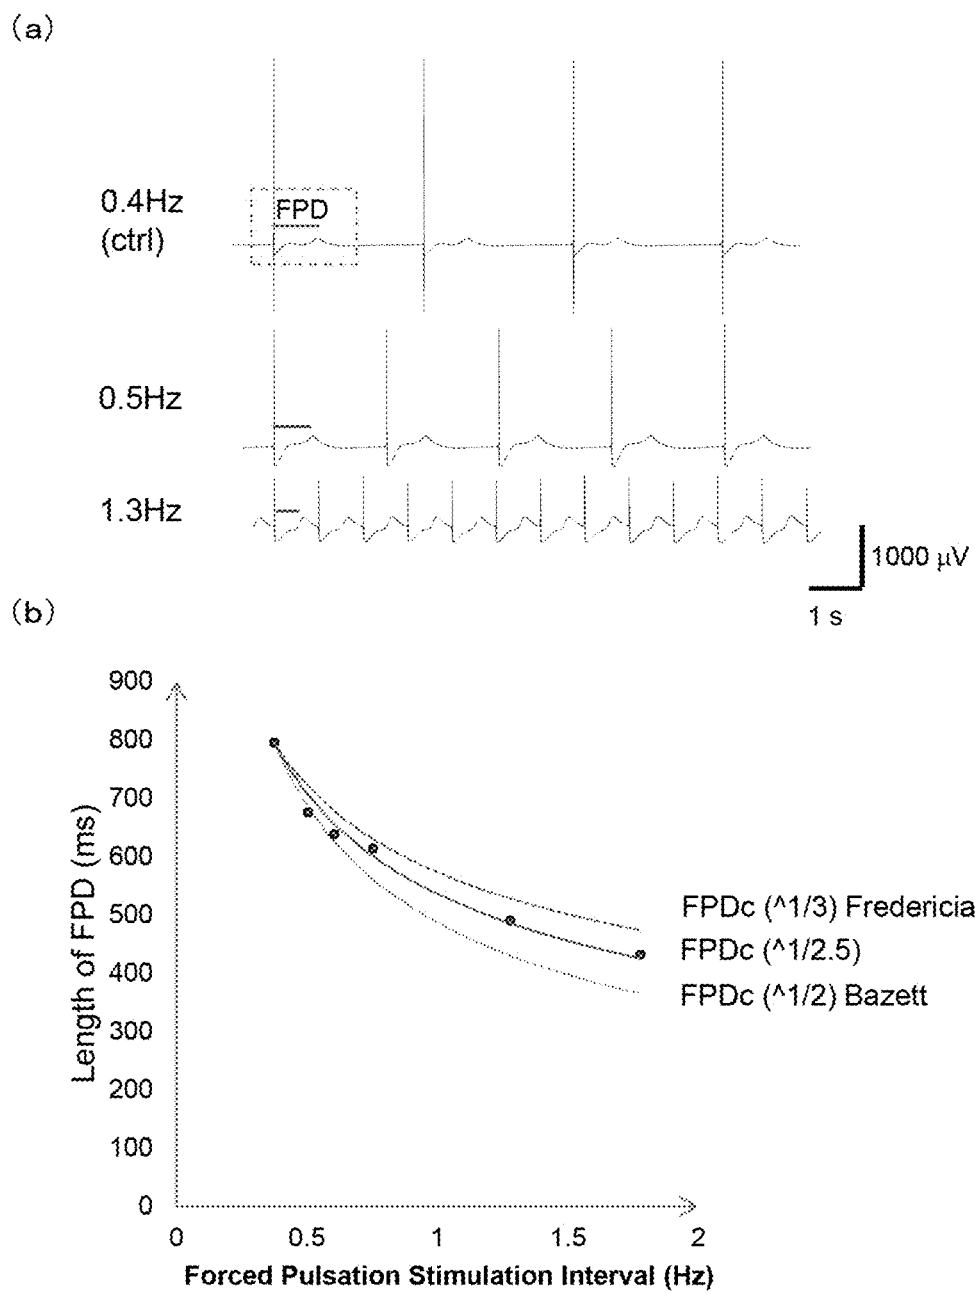 (a)
0.4Hz
(ctrl)
FPD
0.5Hz
1.3Hz
1000 μV
1 s
(b)
900
800
700
600
500
400
300
200
100
0
Length of FPD (ms)
FPDc (^1/3) Fredericia
FPDc (^1/2.5)
FPDc (^1/2) Bazett
0 0.5 1 1.5 2
Forced Pulsation Stimulation Interval (Hz)